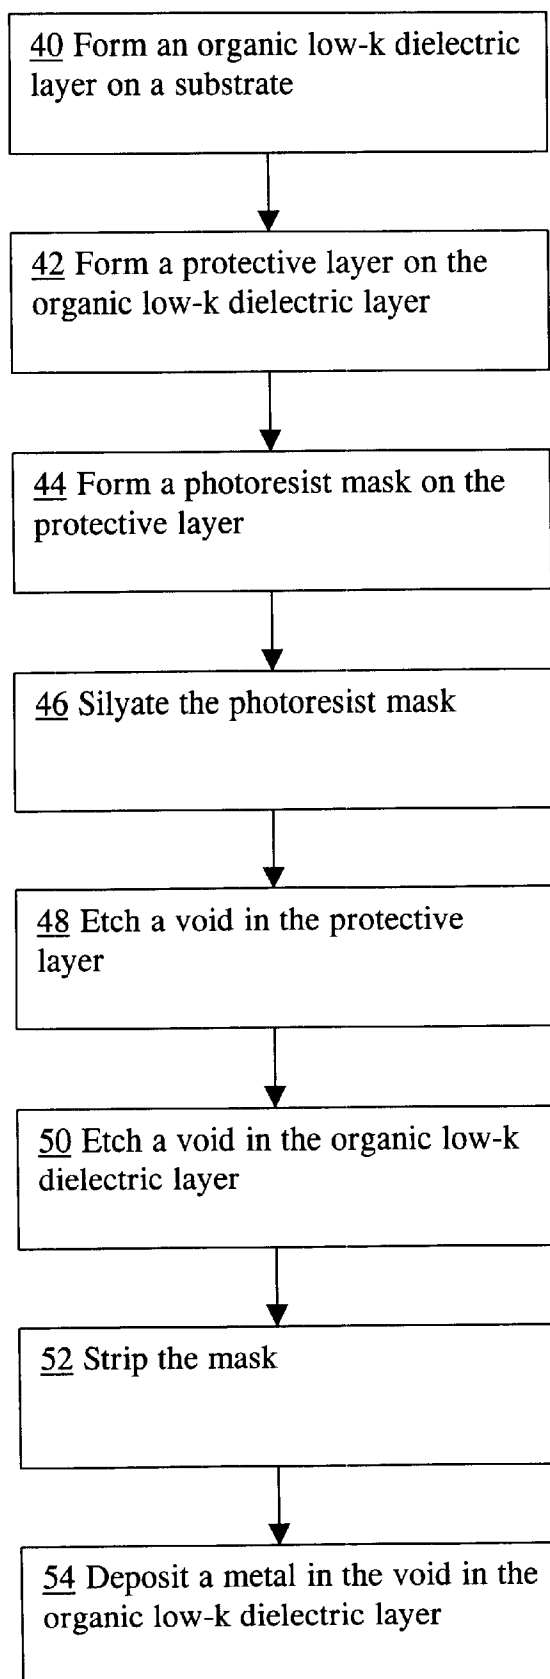 40 Form an organic low-k dielectric
layer on a substrate
42 Form a protective layer on the
organic low-k dielectric layer
44 Form a photoresist mask on the
protective layer
46 Silyate the photoresist mask
48 Etch a void in the protective
layer
50 Etch a void in the organic low-k
dielectric layer
52 Strip the mask
54 Deposit a metal in the void in the
organic low-k dielectric layer